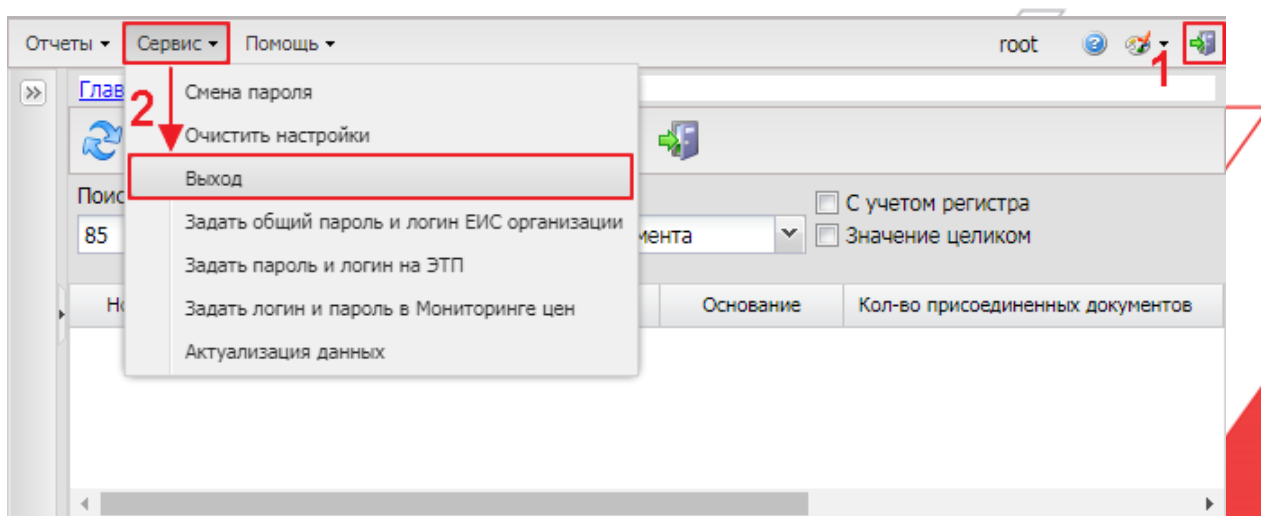 Отчеты Сервис Помощь root
1
Глав
2
Смена пароля
Очистить настройки
Выход
Задать общий пароль и логин ЕИС организации
Задать пароль и логин на ЭТП
Задать логин и пароль в Мониторинге цен
Актуализация данных
Поис
С учетом регистра
85 мента Значение целиком
Но Основание Кол-во присоединенных документов